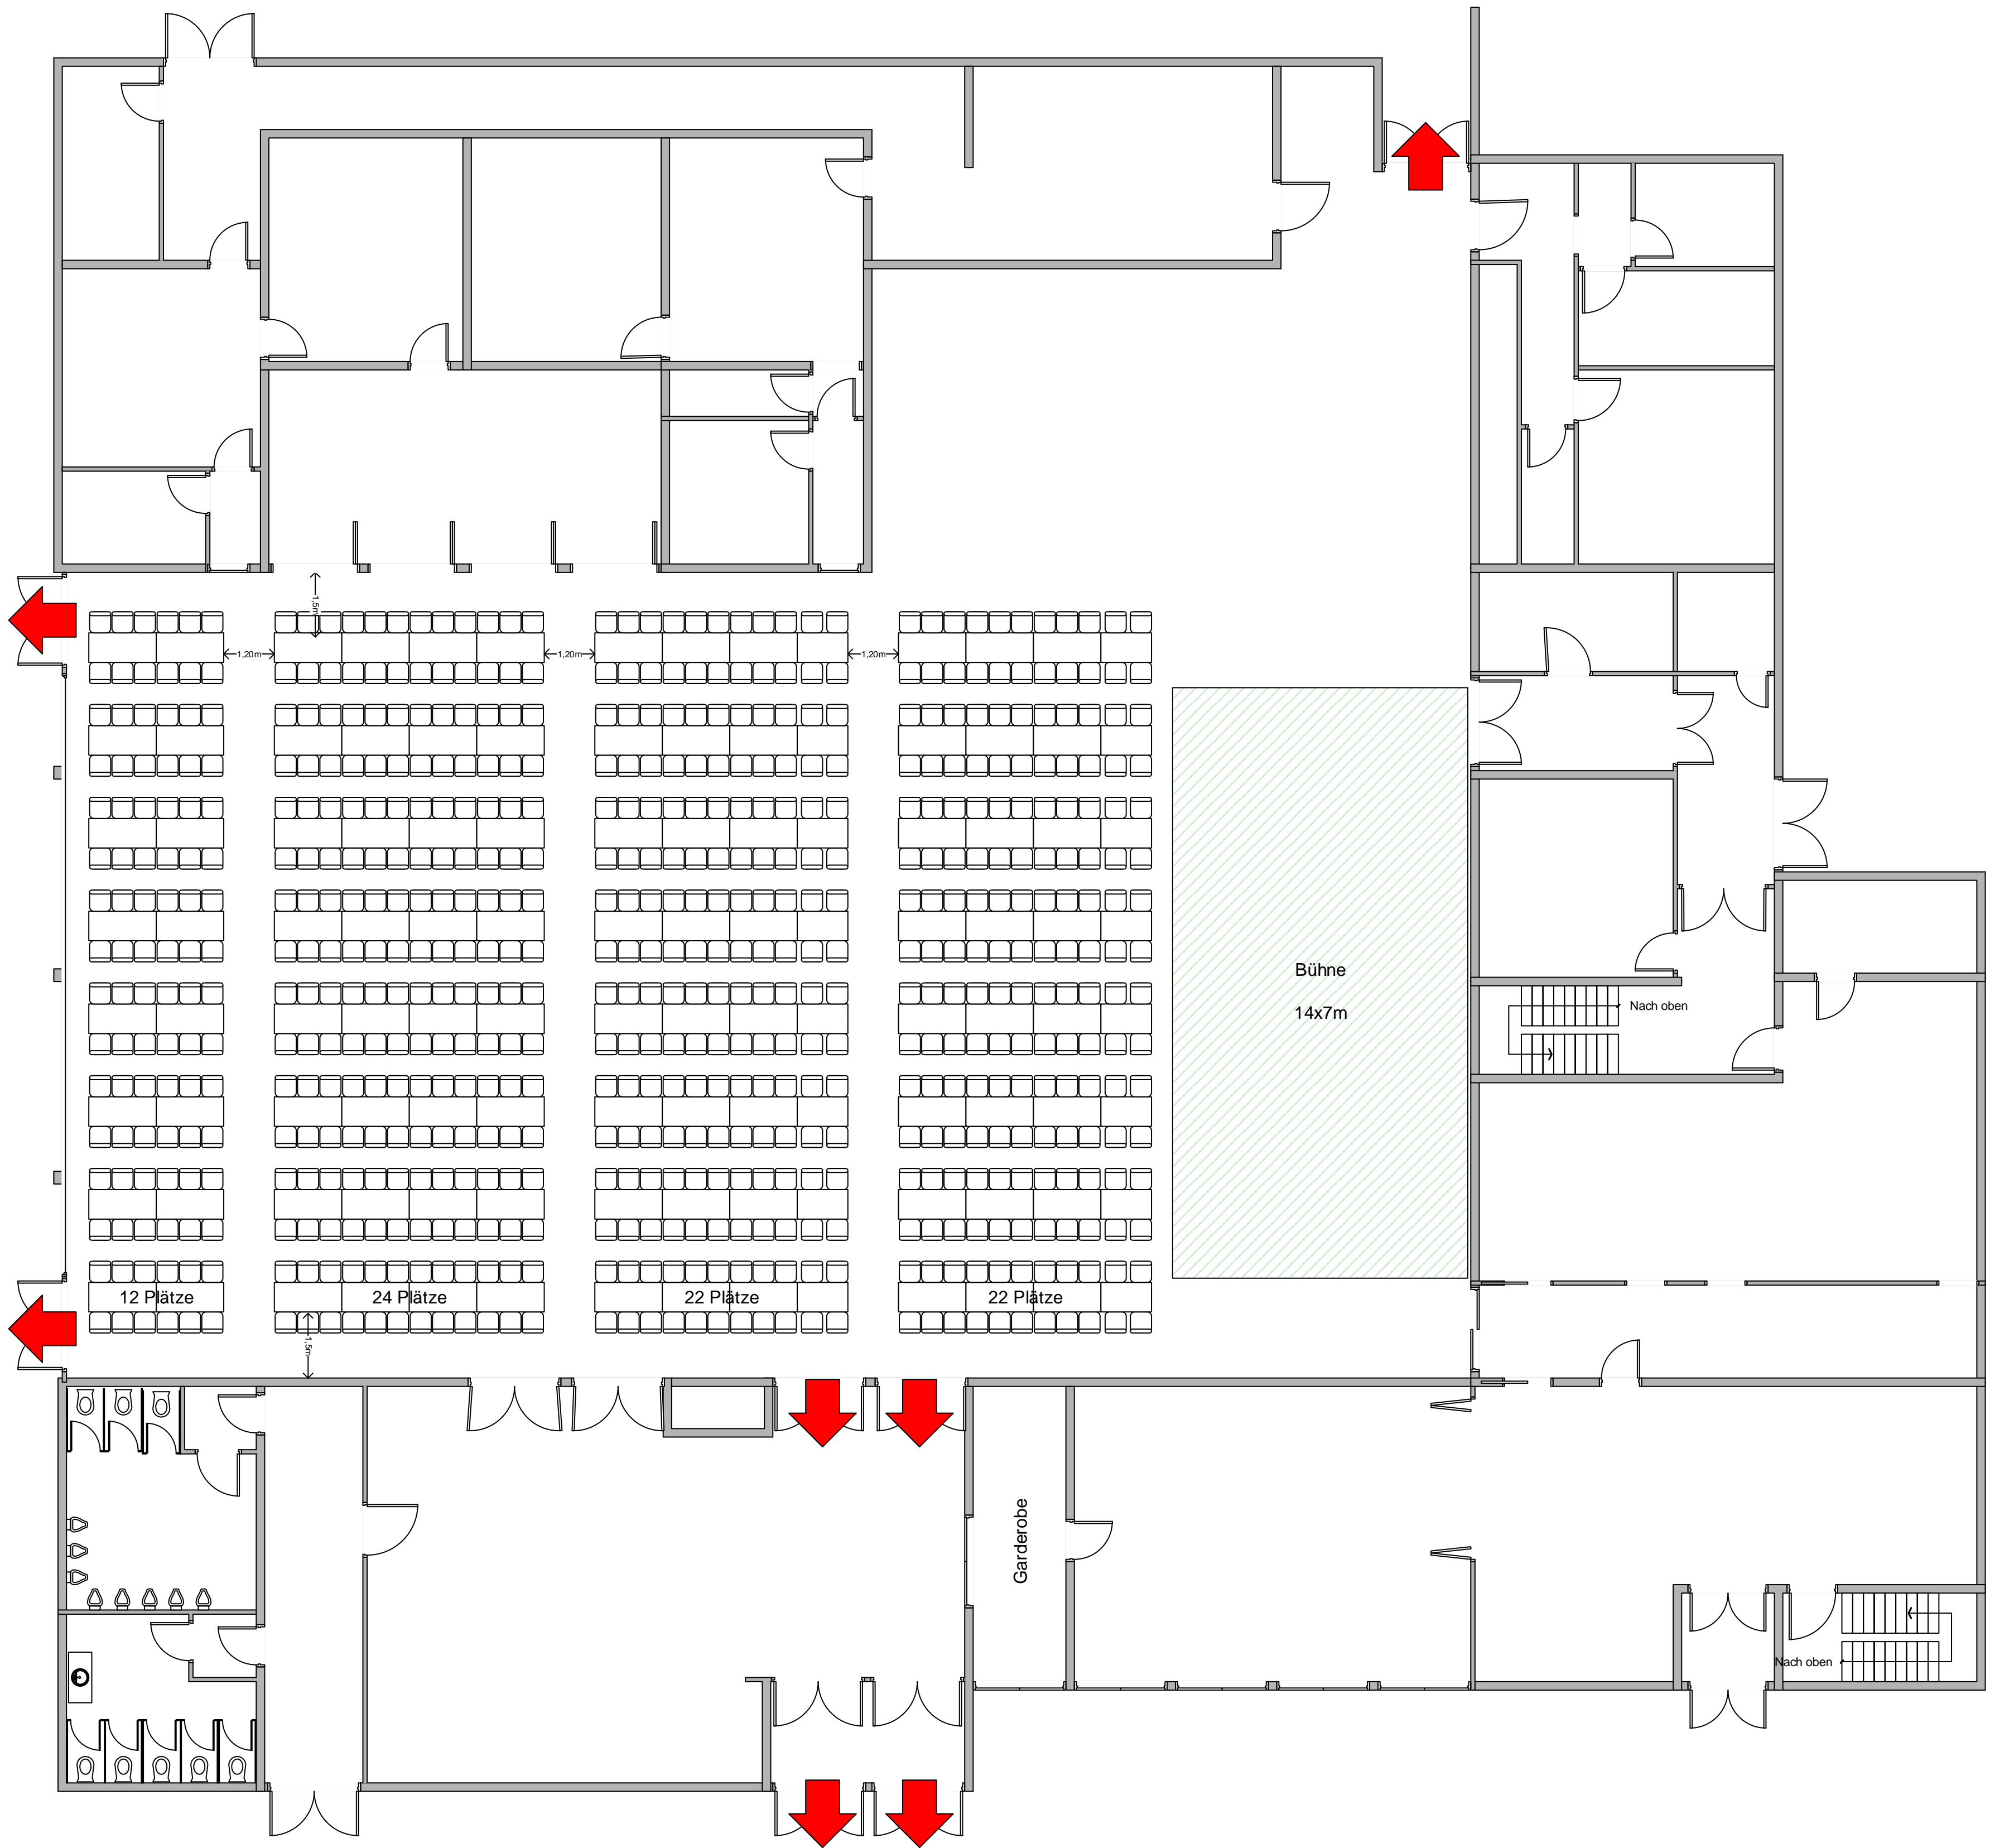 1,5m
1,20m
1,20m
1,20m
Bühne
14x7m
Nach oben
12 Plätze
24 Plätze
22 Plätze
22 Plätze
1,5m
Garderobe
Nach oben